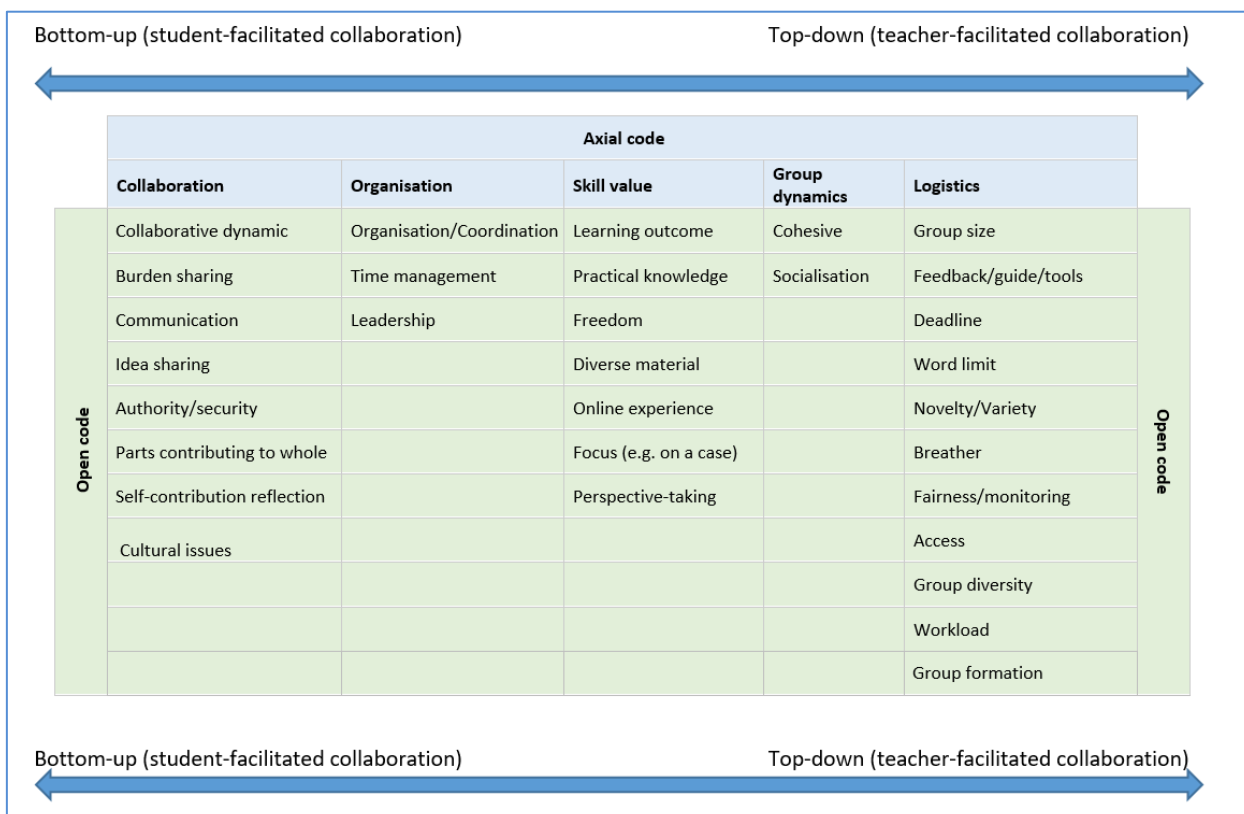 Bottom-up (student-facilitated collaboration) Top-down (teacher-facilitated collaboration)
Axial code
Collaboration Organisation Skill value Group dynamics Logistics
Collaborative dynamic Organisation/Coordination Learning outcome Cohesive Group size
Burden sharing Time management Practical knowledge Socialisation Feedback/guide/tools
Communication Leadership Freedom Deadline
Idea sharing Diverse material Word limit
Authority/security Online experience Novelty/Variety
Parts contributing to whole Focus (e.g. on a case) Breather
Self-contribution reflection Perspective-taking Fairness/monitoring
Cultural issues Access
Group diversity
Workload
Group formation
Open code
Open code
Bottom-up (student-facilitated collaboration) Top-down (teacher-facilitated collaboration)